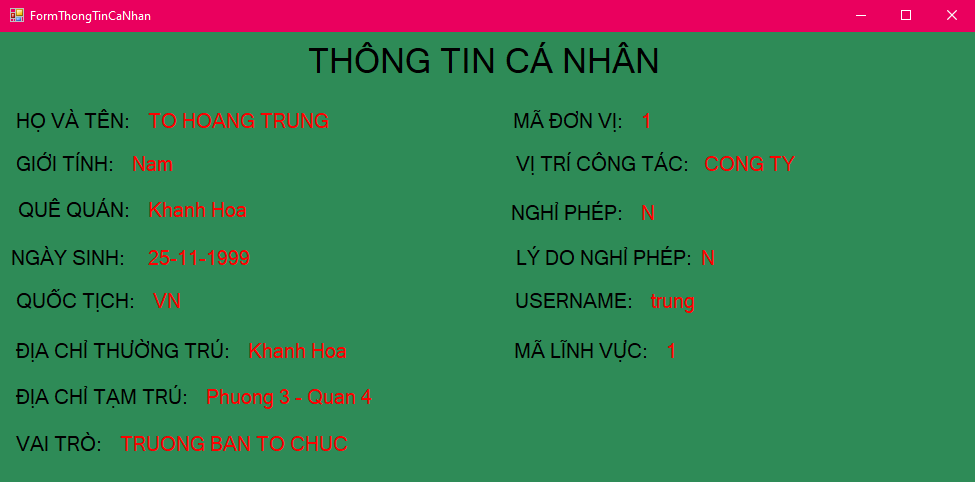 FormThongTinCaNhan
THÔNG TIN CÁ NHÂN
HỌ VÀ TÊN: TO HOANG TRUNG
MÃ ĐƠN VỊ: 1
GIỚI TÍNH: Nam
VỊ TRÍ CÔNG TÁC: CONG TY
QUÊ QUÁN: Khanh Hoa
NGHỈ PHÉP: N
NGÀY SINH: 25-11-1999
LÝ DO NGHỈ PHÉP: N
QUỐC TỊCH: VN
USERNAME: trung
ĐỊA CHỈ THƯỜNG TRÚ: Khanh Hoa
MÃ LĨNH VỰC: 1
ĐỊA CHỈ TẠM TRÚ: Phuong 3 - Quan 4
VAI TRÒ: TRUONG BAN TO CHUC